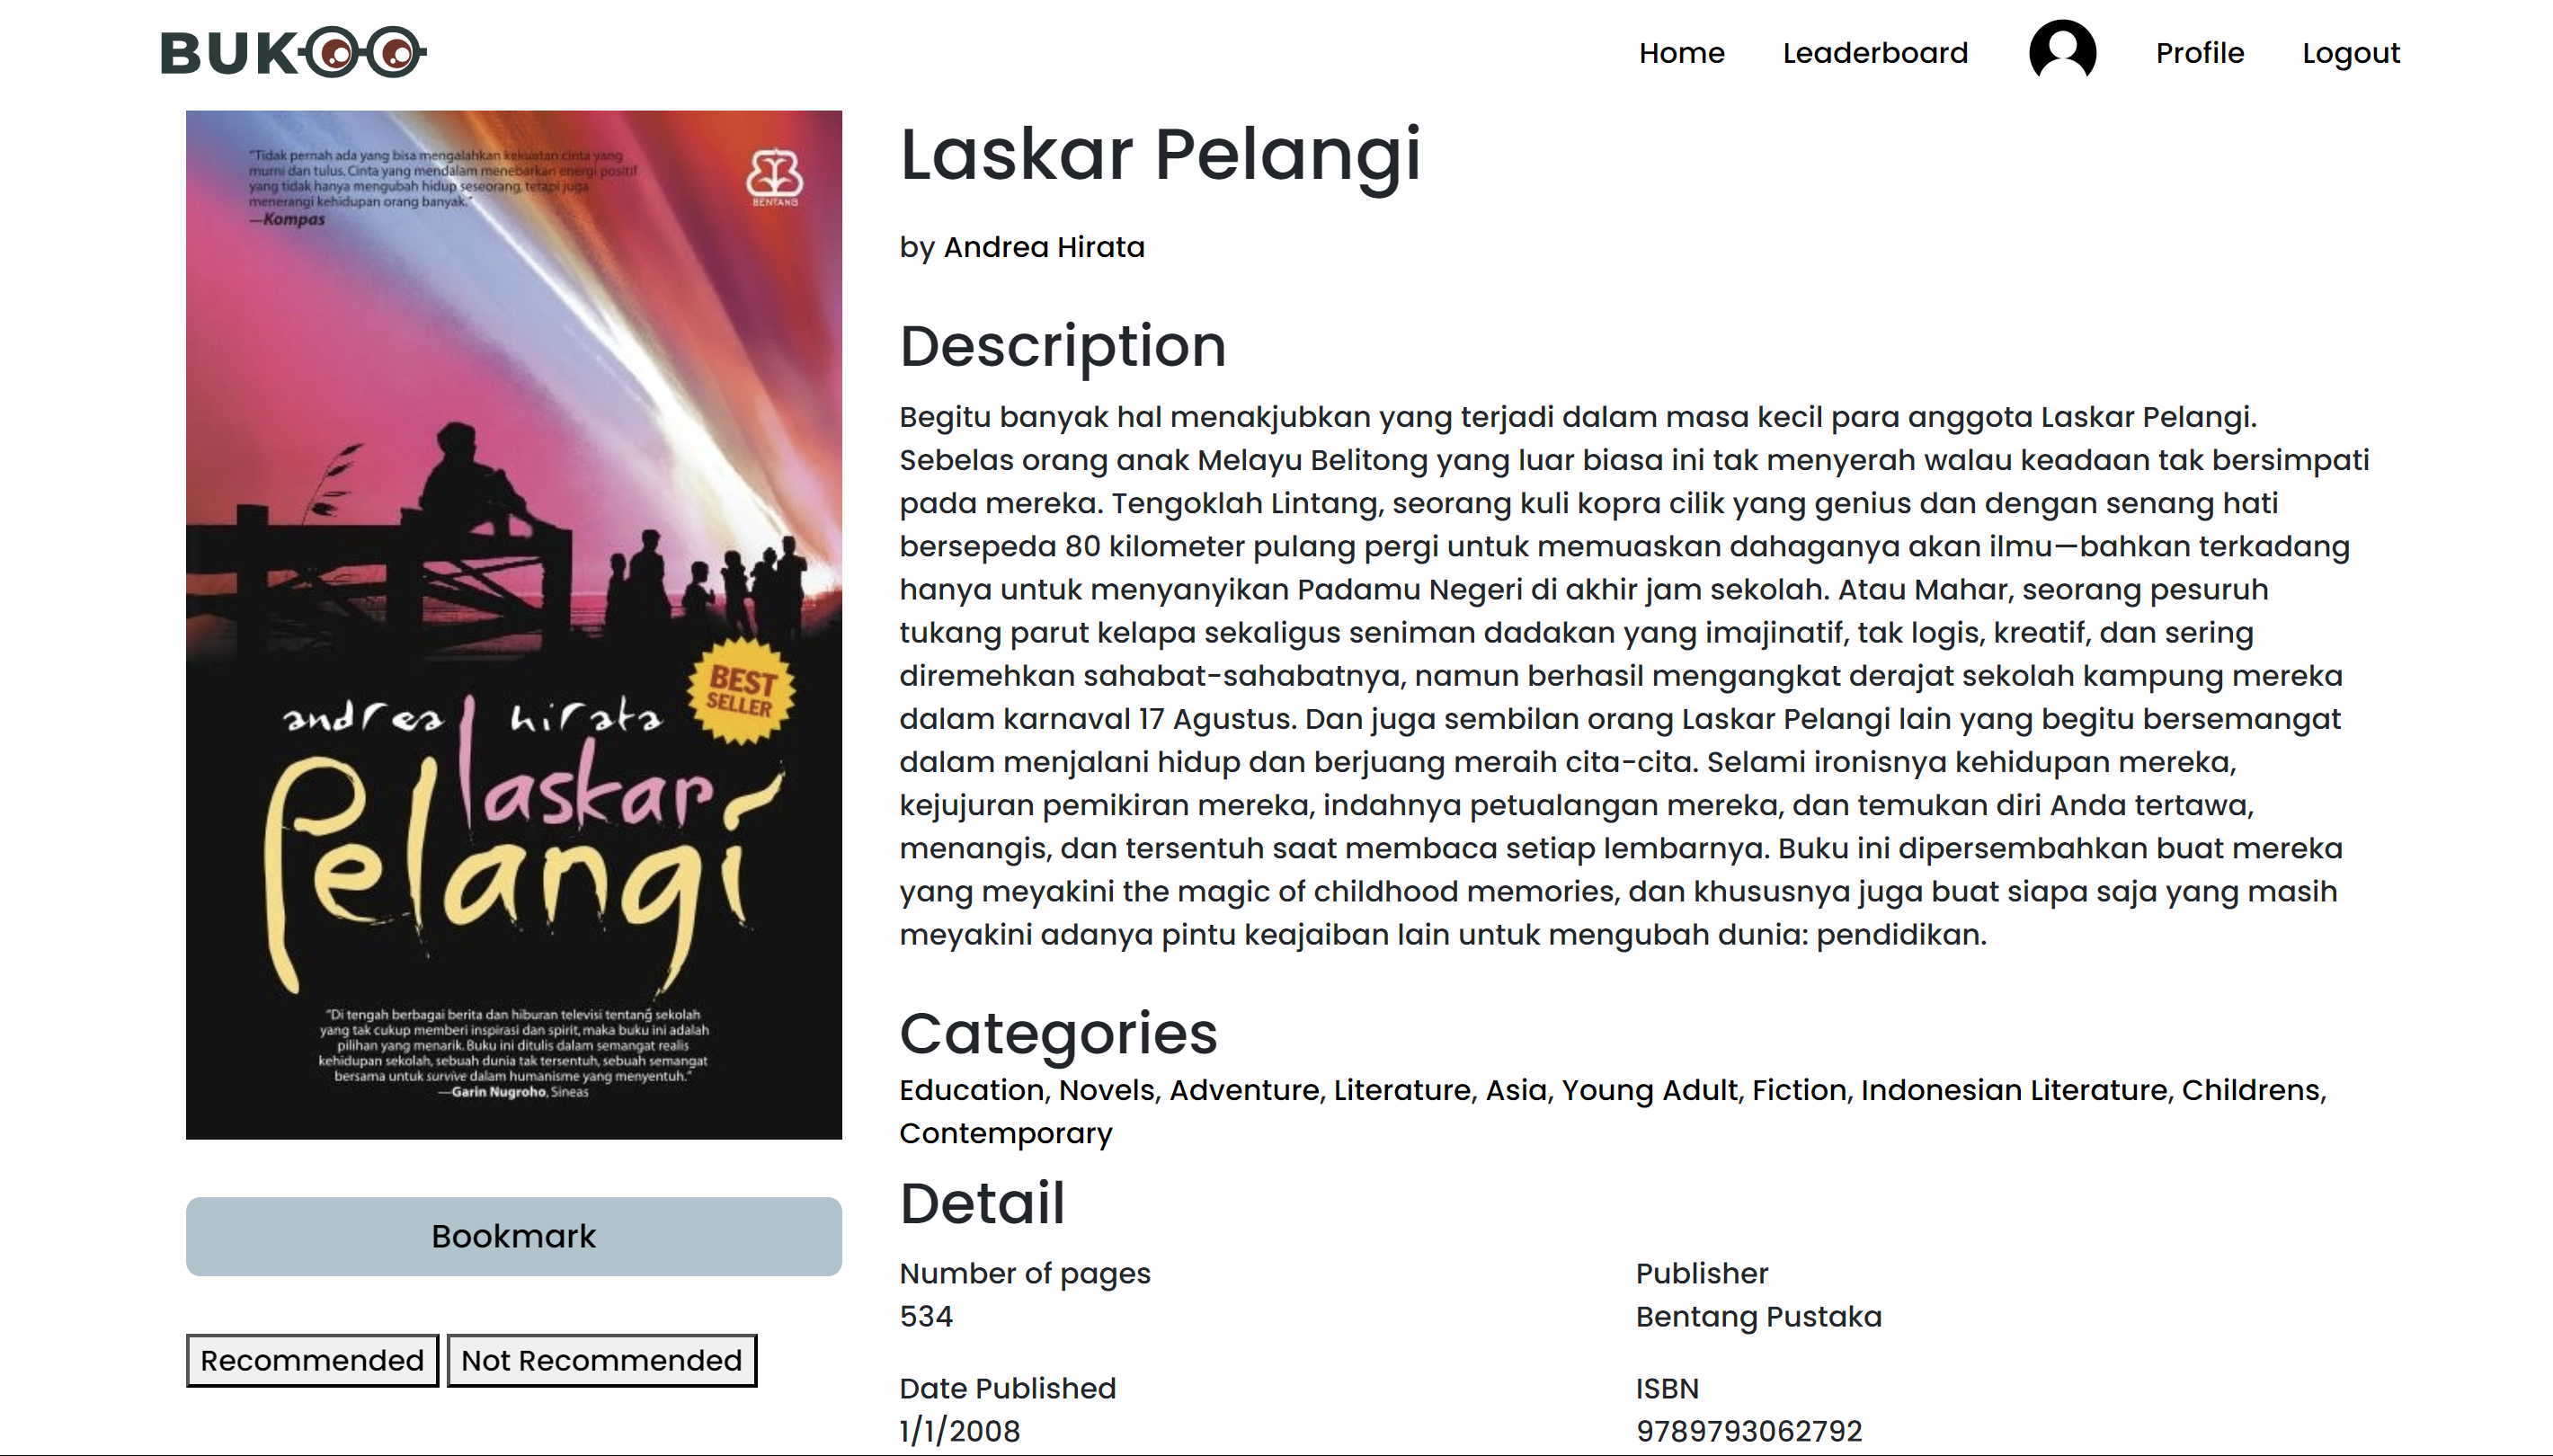 BUKOO
Home Leaderboard Profile Logout
"Tidak pernah ada yang bisa mengalahkan kekuatan cinta yang
murni dan tulus. Cinta yang mendalam menebarkan energi positif
yang tidak hanya mengubah hidup seseorang, tetapi juga
menerangi kehidupan orang banyak."
—Kompas
BENTANG
BEST
SELLER
andrea hirata
laskar
Pelangi
"Di tengah berbagai berita dan hiburan televisi tentang sekolah
yang tak cukup memberi inspirasi dan spirit, maka buku ini adalah
pilihan yang menarik. Buku ini ditulis dalam semangat realis
kehidupan sekolah, sebuah dunia tak tersentuh, sebuah semangat
bersama untuk survive dalam humanisme yang menyentuh."
—Garin Nugroho, Sineas
Bookmark
Recommended Not Recommended
Laskar Pelangi
by Andrea Hirata
Description
Begitu banyak hal menakjubkan yang terjadi dalam masa kecil para anggota Laskar Pelangi.
Sebelas orang anak Melayu Belitong yang luar biasa ini tak menyerah walau keadaan tak bersimpati
pada mereka. Tengoklah Lintang, seorang kuli kopra cilik yang genius dan dengan senang hati
bersepeda 80 kilometer pulang pergi untuk memuaskan dahaganya akan ilmu—bahkan terkadang
hanya untuk menyanyikan Padamu Negeri di akhir jam sekolah. Atau Mahar, seorang pesuruh
tukang parut kelapa sekaligus seniman dadakan yang imajinatif, tak logis, kreatif, dan sering
diremehkan sahabat-sahabatnya, namun berhasil mengangkat derajat sekolah kampung mereka
dalam karnaval 17 Agustus. Dan juga sembilan orang Laskar Pelangi lain yang begitu bersemangat
dalam menjalani hidup dan berjuang meraih cita-cita. Selami ironisnya kehidupan mereka,
kejujuran pemikiran mereka, indahnya petualangan mereka, dan temukan diri Anda tertawa,
menangis, dan tersentuh saat membaca setiap lembarnya. Buku ini dipersembahkan buat mereka
yang meyakini the magic of childhood memories, dan khususnya juga buat siapa saja yang masih
meyakini adanya pintu keajaiban lain untuk mengubah dunia: pendidikan.
Categories
Education, Novels, Adventure, Literature, Asia, Young Adult, Fiction, Indonesian Literature, Childrens,
Contemporary
Detail
Number of pages
534
Publisher
Bentang Pustaka
Date Published
1/1/2008
ISBN
9789793062792